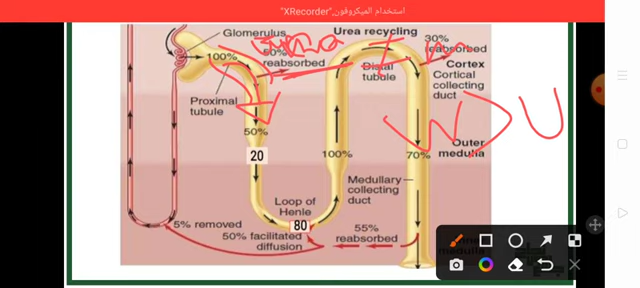 استخدام الميكروفون,"XRecorder"
Glomerulus
100%
50%
reabsorbed
Urea recycling
30%
reabsorbed
Cortex
Distal
tubule
Cortical
collecting
duct
Proximal
tubule
50%
20
100%
70%
Outer
medulla
W > U
Medullary
collecting
duct
Loop of
Henle
80
5% removed
50% facilitated
diffusion
55%
reabsorbed
medulla